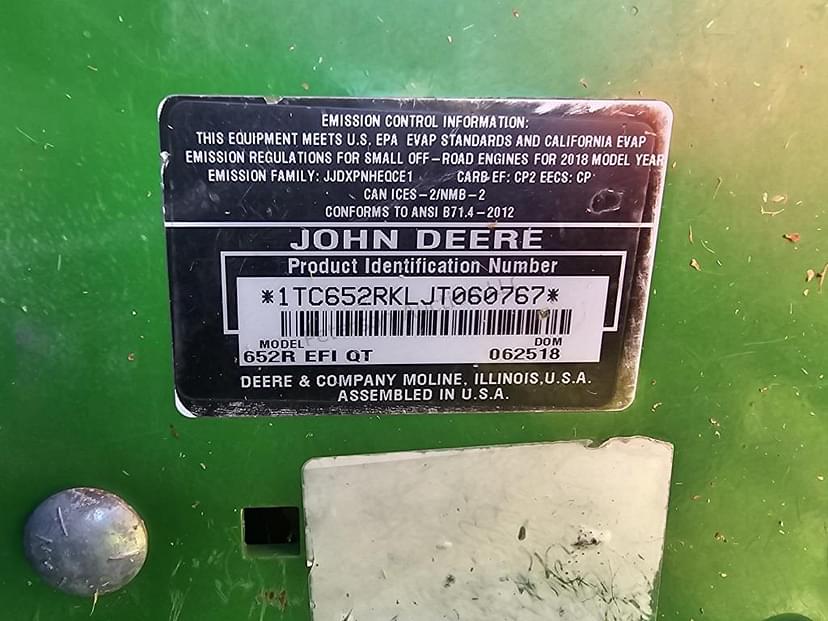 EMISSION CONTROL INFORMATION:
THIS EQUIPMENT MEETS U.S. EPA EVAP STANDARDS AND CALIFORNIA EVAP
EMISSION REGULATIONS FOR SMALL OFF-ROAD ENGINES FOR 2018 MODEL YEAR
EMISSION FAMILY: JJDXPNHEQCE1 CARB EF: CP2 EECS: CP
CAN ICES-2/NMB-2
CONFORMS TO ANSI B71.4-2012
JOHN DEERE
Product Identification Number
*1TC652RKLJT060767*
MODEL DOM
652R EFI QT 062518
DEERE & COMPANY MOLINE, ILLINOIS,U.S.A.
ASSEMBLED IN U.S.A.